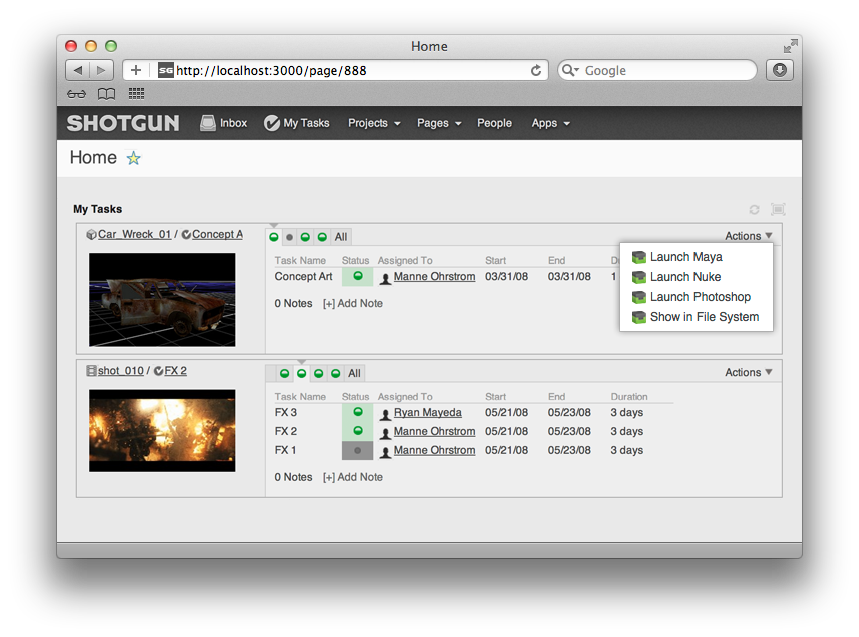 Home
SG http://localhost:3000/page/888
Google
SHOTGUN Inbox My Tasks Projects Pages People Apps
Home
My Tasks
Car_Wreck_01 / Concept A
All
Actions
Task Name Status Assigned To Start End D
Concept Art Manne Ohrstrom 03/31/08 03/31/08 1
0 Notes [+] Add Note
Launch Maya
Launch Nuke
Launch Photoshop
Show in File System
shot_010 / FX 2
All
Actions
Task Name Status Assigned To Start End Duration
FX 3 Ryan Mayeda 05/21/08 05/23/08 3 days
FX 2 Manne Ohrstrom 05/21/08 05/23/08 3 days
FX 1 Manne Ohrstrom 05/21/08 05/23/08 3 days
0 Notes [+] Add Note